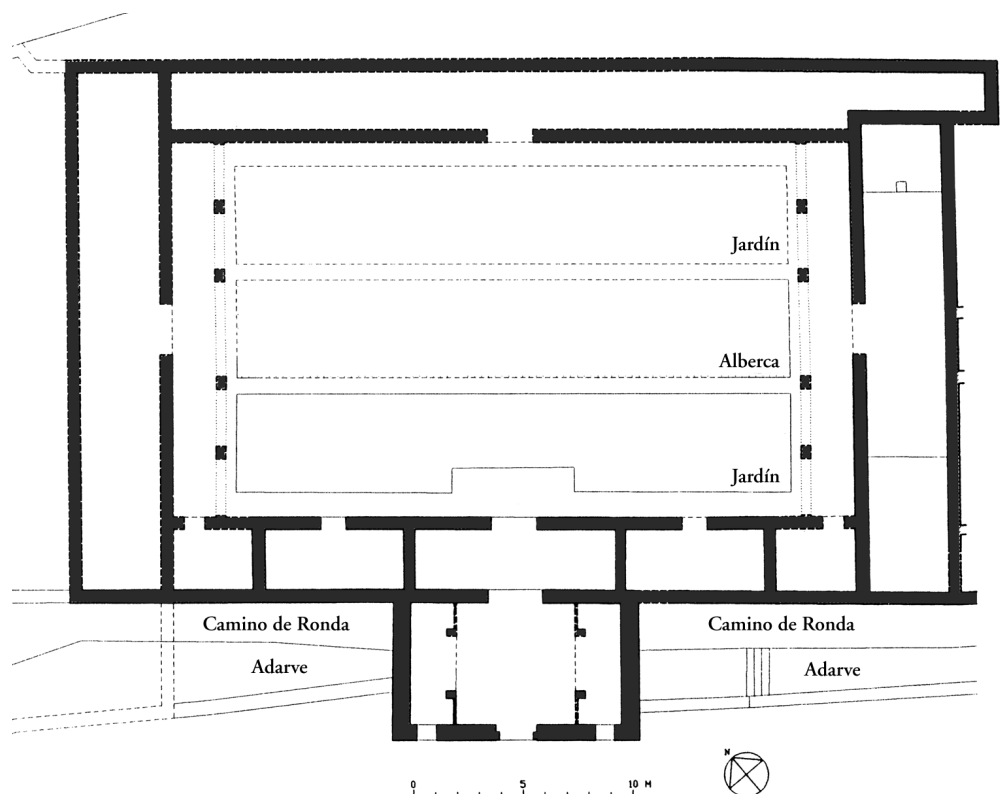 Jardín
Alberca
Jardín
Camino de Ronda
Camino de Ronda
Adarve
Adarve
0 5 10 M
N